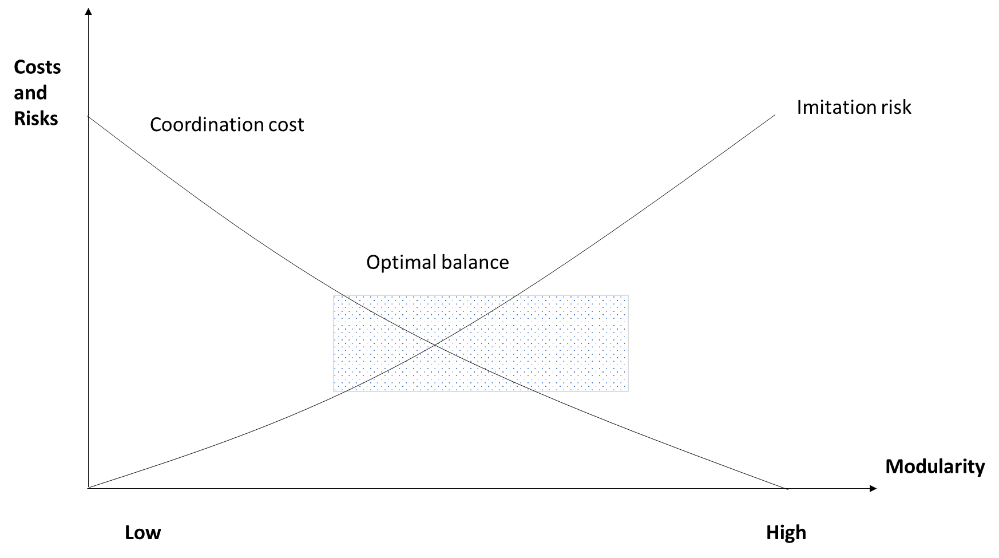 Costs
and
Risks
Coordination cost
Imitation risk
Optimal balance
Modularity
Low
High